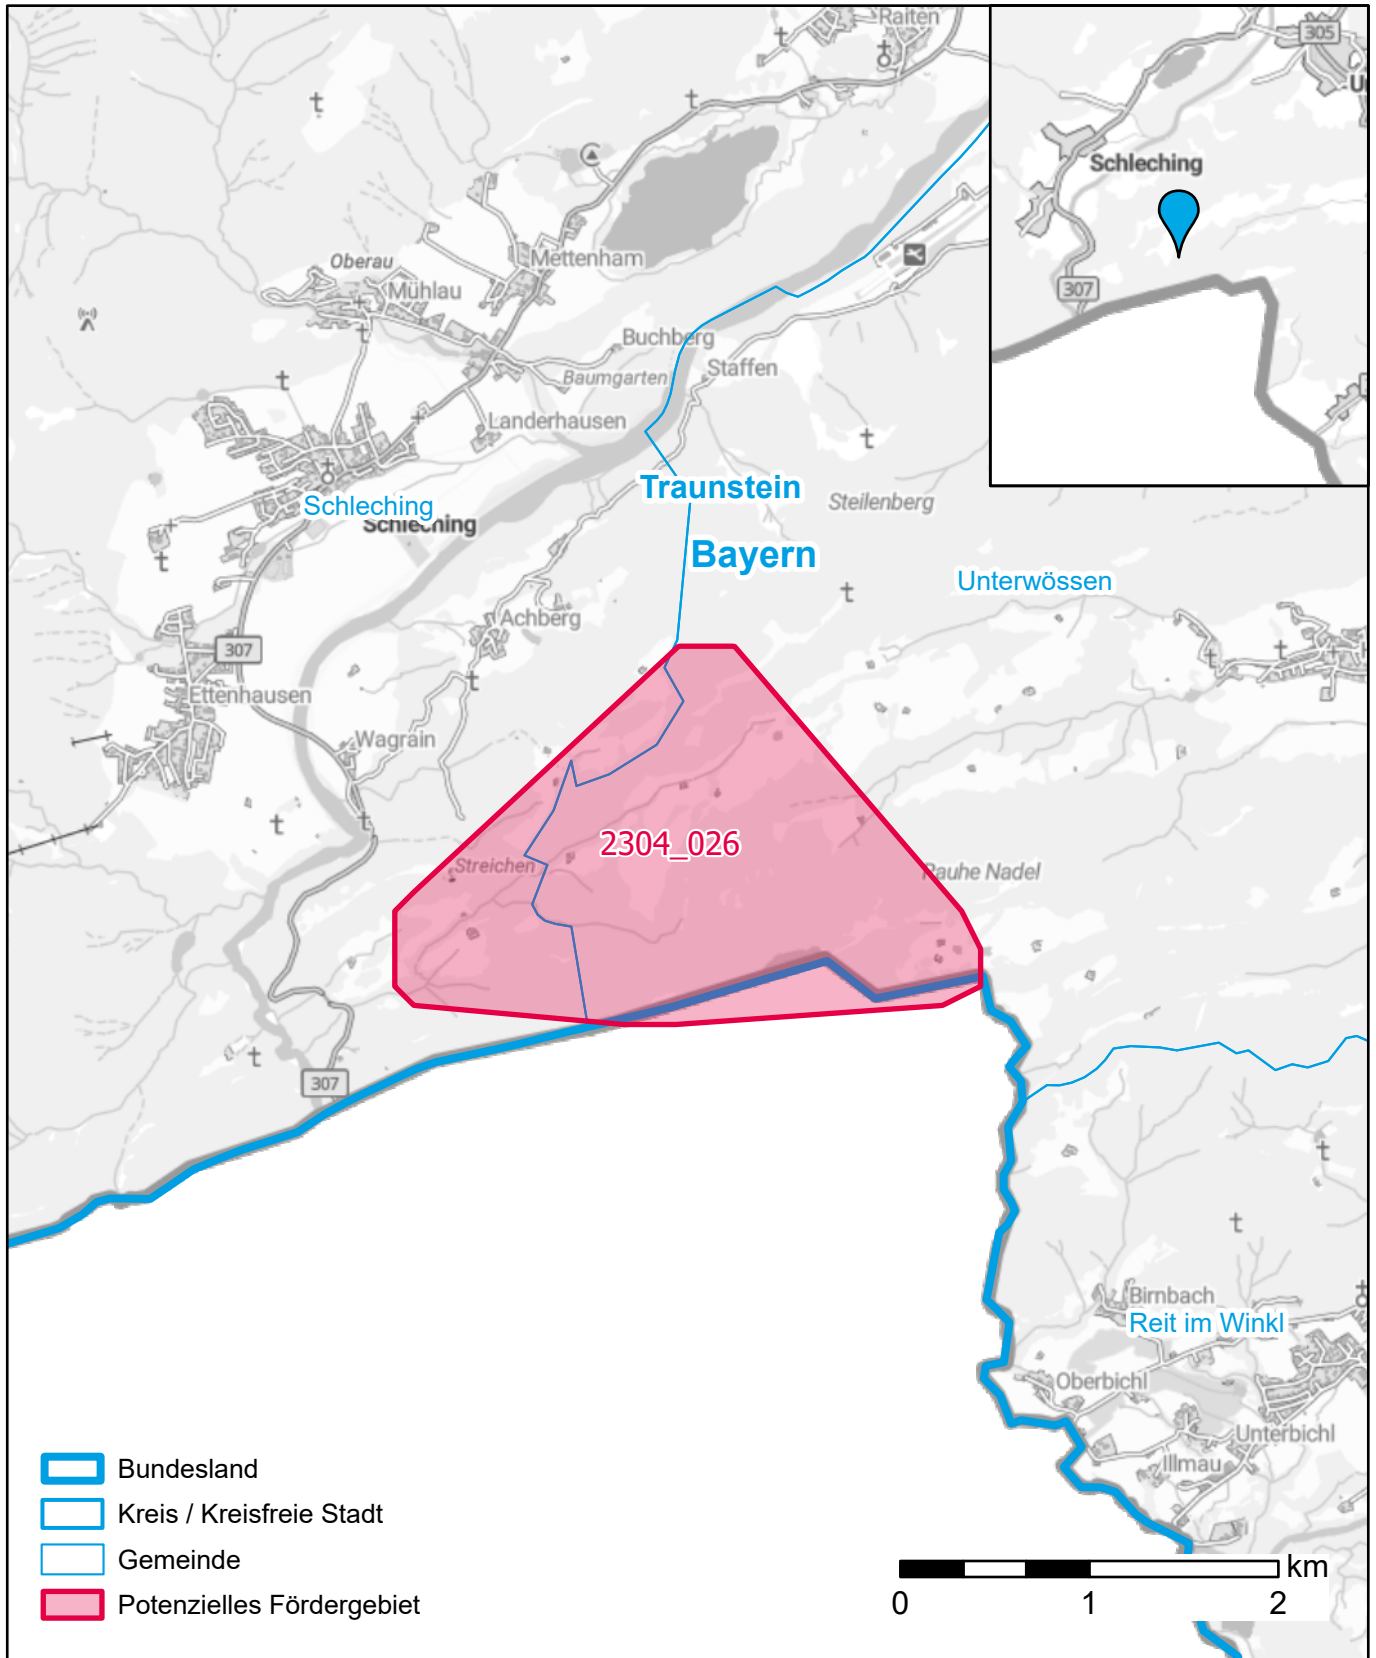 Raiten
305
Schleching
307
Mettenham
Oberau
Mühlau
Buchberg
Staffen
Baumgarten
Landerhausen
Traunstein
Steilenberg
Schleching
Schleching
Bayern
Unterwössen
Achberg
307
Ettenhausen
Wagrain
2304_026
Streichen
Rauhe Nadel
307
Birnbach
Reit im Winkl
Oberbichl
Unterbichl
Illmau
Bundesland
Kreis / Kreisfreie Stadt
Gemeinde
Potenzielles Fördergebiet
km
0 1 2